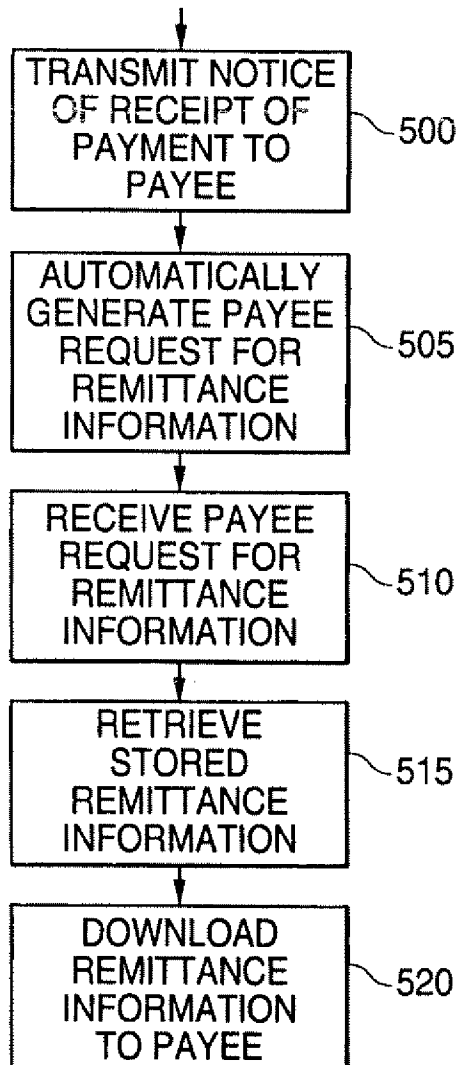 TRANSMIT NOTICE
OF RECEIPT OF
PAYMENT TO
PAYEE
500
AUTOMATICALLY
GENERATE PAYEE
REQUEST FOR
REMITTANCE
INFORMATION
505
RECEIVE PAYEE
REQUEST FOR
REMITTANCE
INFORMATION
510
RETRIEVE
STORED
REMITTANCE
INFORMATION
515
DOWNLOAD
REMITTANCE
INFORMATION
TO PAYEE
520